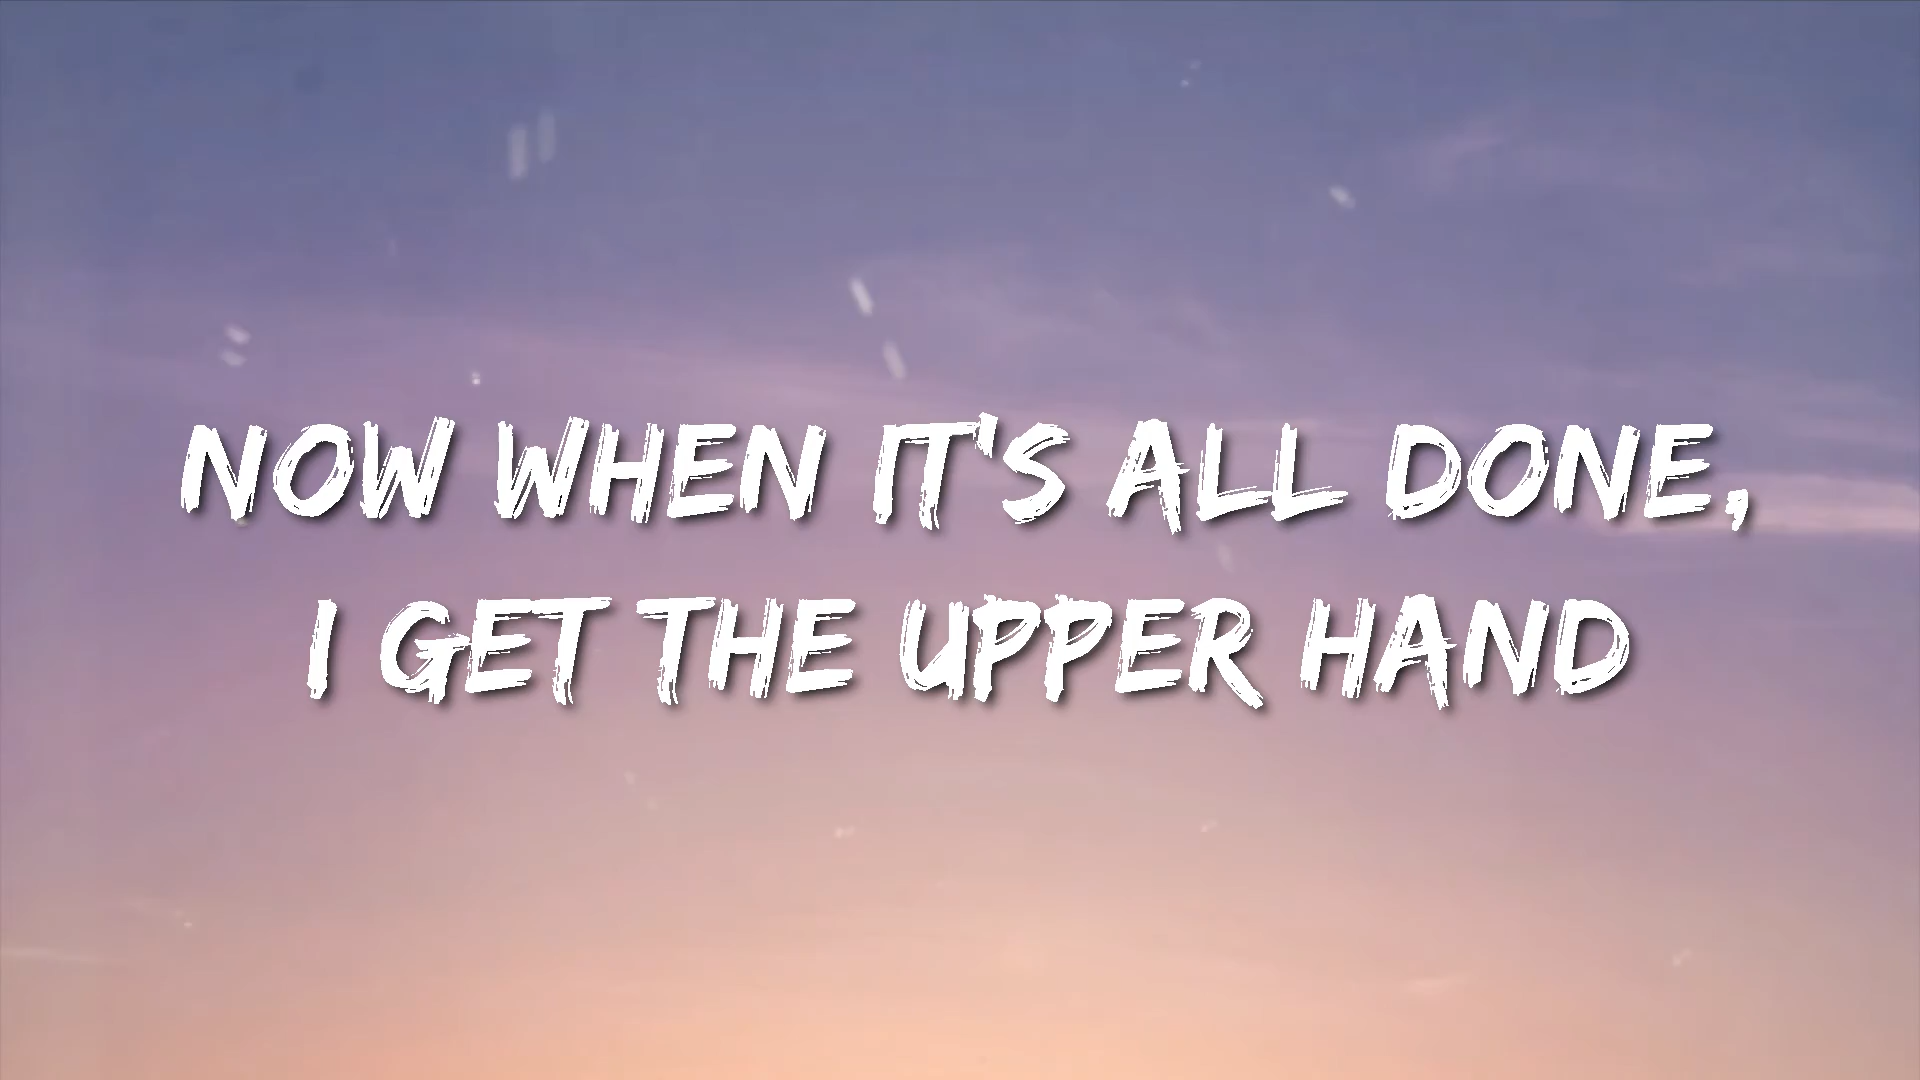 NOW WHEN IT'S ALL DONE,
I GET THE UPPER HAND